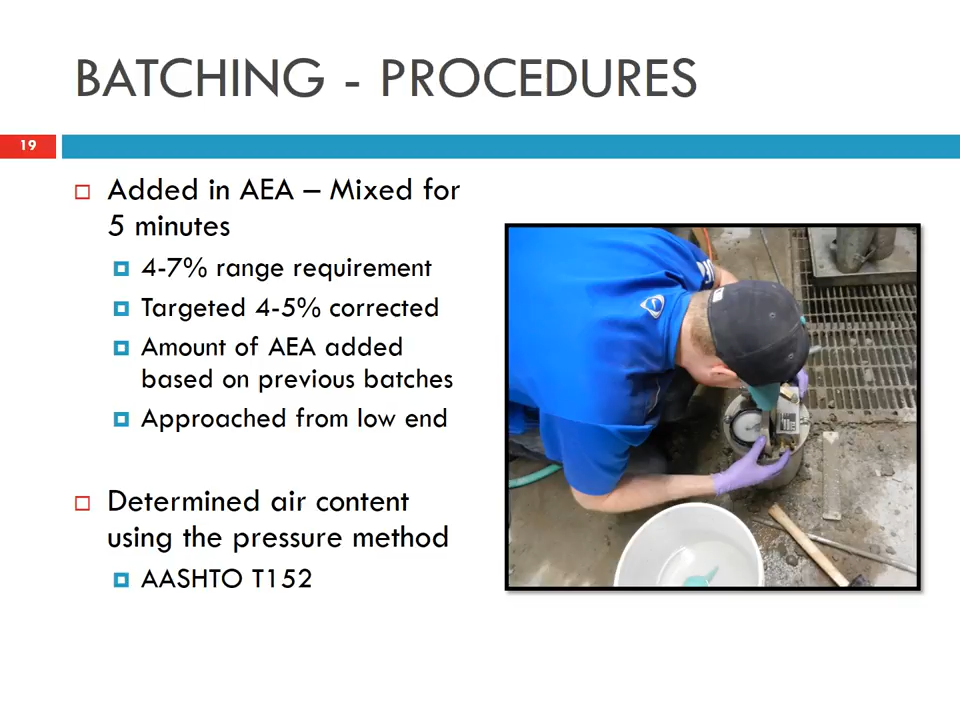 BATCHING - PROCEDURES
19
Added in AEA – Mixed for
5 minutes
4-7% range requirement
Targeted 4-5% corrected
Amount of AEA added
based on previous batches
Approached from low end
Determined air content
using the pressure method
AASHTO T152